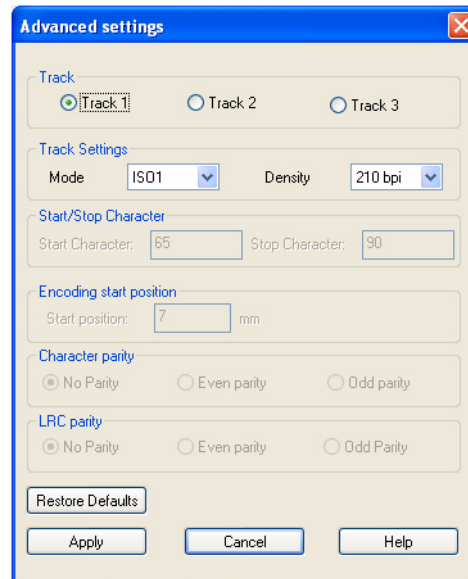 Advanced settings
Track
Track 1 Track 2 Track 3
Track Settings
Mode ISO1 Density 210 bpi
Start/Stop Character
Start Character: 65 Stop Character: 90
Encoding start position
Start position: 7 mm
Character parity
No Parity Even parity Odd parity
LRC parity
No Parity Even parity Odd Parity
Restore Defaults
Apply Cancel Help